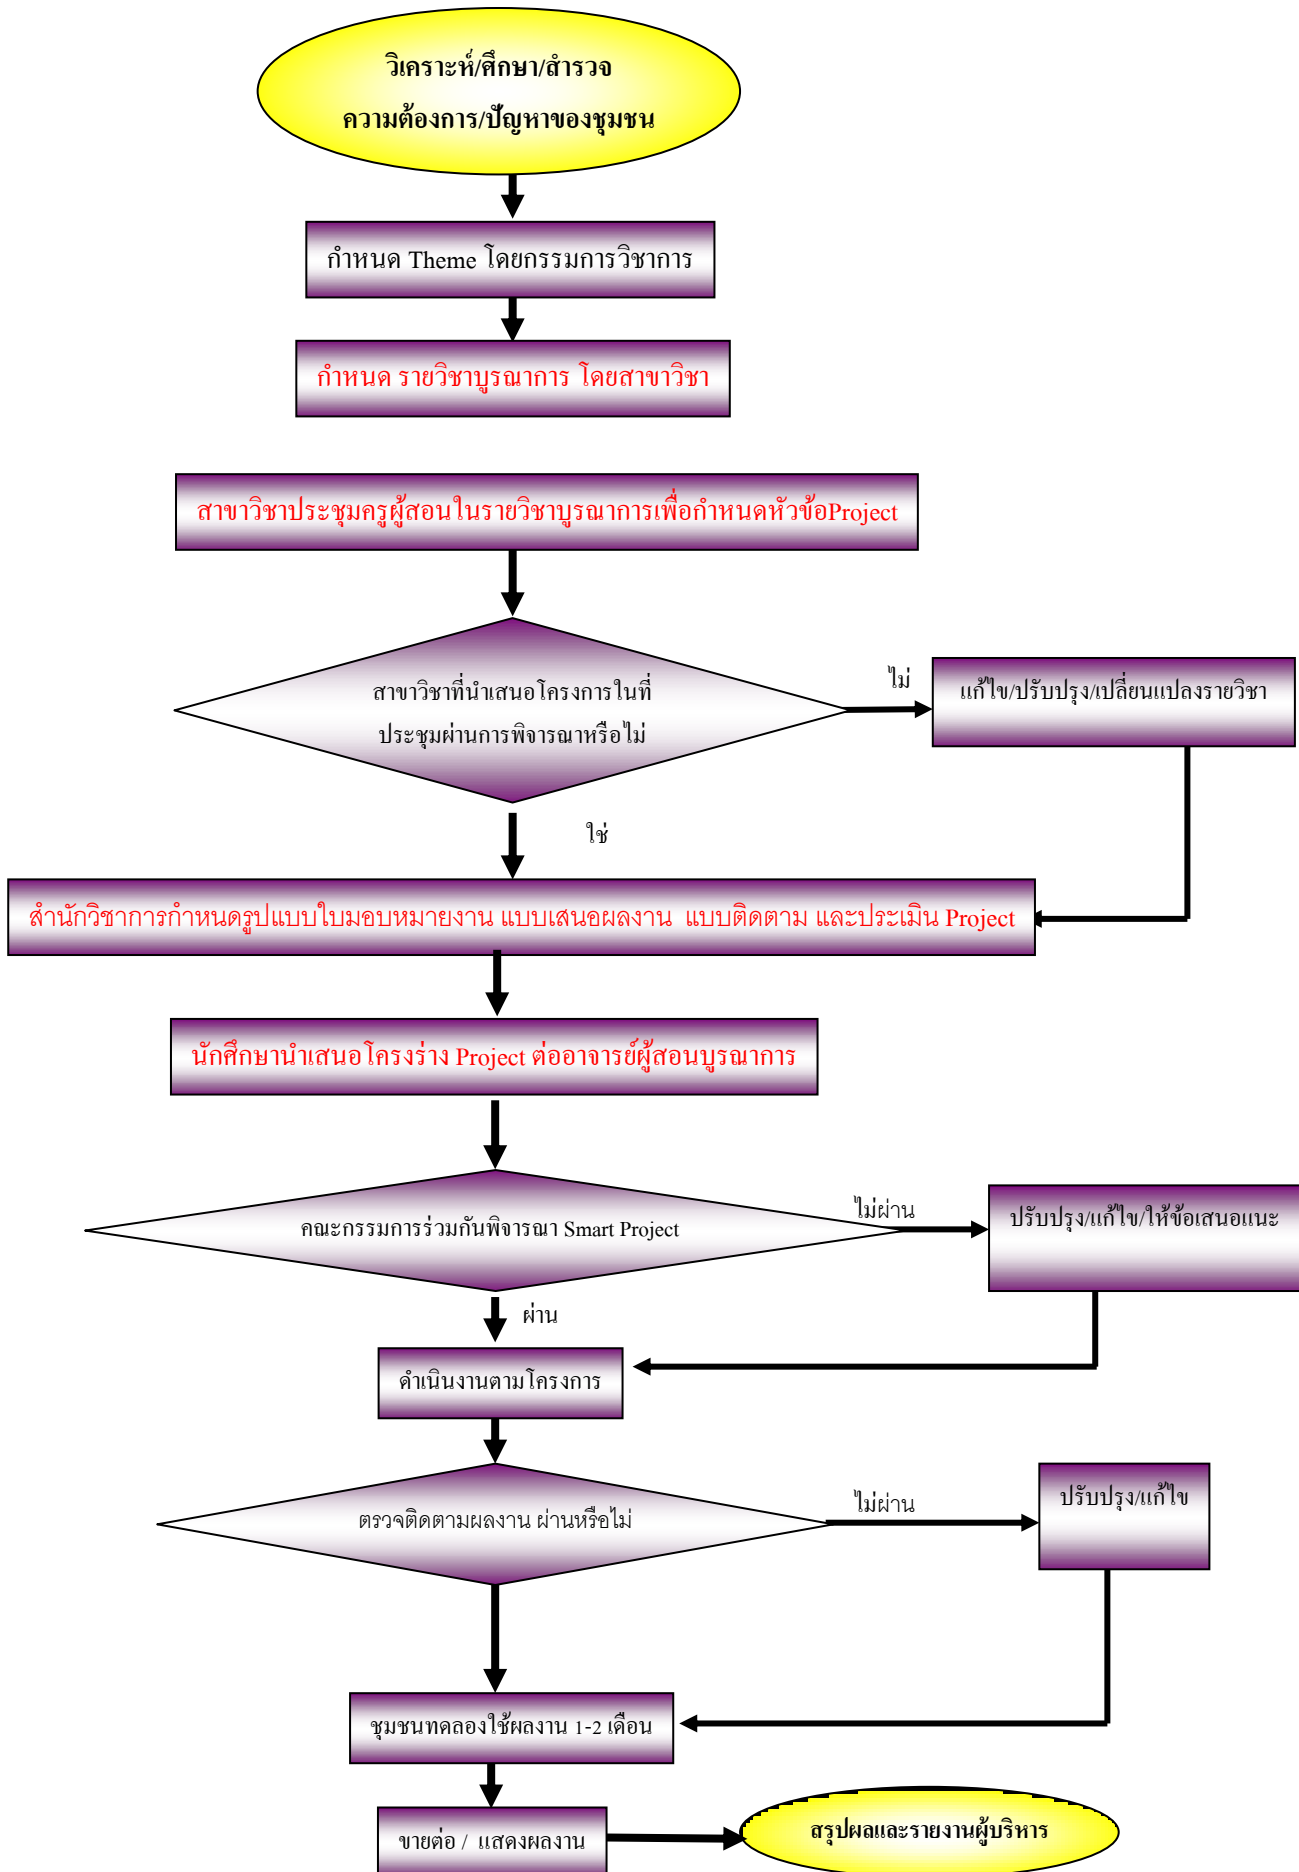 วิเคราะห์/ศึกษา/สำรวจ
ความต้องการ/ปัญหาของชุมชน
กำหนด Theme โดยกรรมการวิชาการ
กำหนด รายวิชาบูรณาการ โดยสาขาวิชา
สาขาวิชาประชุมครูผู้สอนในรายวิชาบูรณาการเพื่อกำหนดหัวข้อProject
สาขาวิชาที่นำเสนอโครงการในที่
ประชุมผ่านการพิจารณาหรือไม่
ไม่
แก้ไข/ปรับปรุง/เปลี่ยนแปลงรายวิชา
ใช่
สำนักวิชาการกำหนดรูปแบบใบมอบหมายงาน แบบเสนอผลงาน แบบติดตาม และประเมิน Project
นักศึกษานำเสนอโครงร่าง Project ต่ออาจารย์ผู้สอนบูรณาการ
คณะกรรมการร่วมกันพิจารณา Smart Project
ไม่ผ่าน
ปรับปรุง/แก้ไข/ให้ข้อเสนอแนะ
ผ่าน
ดำเนินงานตามโครงการ
ตรวจติดตามผลงาน ผ่านหรือไม่
ไม่ผ่าน
ปรับปรุง/แก้ไข
ชุมชนทดลองใช้ผลงาน 1-2 เดือน
ขายต่อ / แสดงผลงาน
สรุปผลและรายงานผู้บริหาร